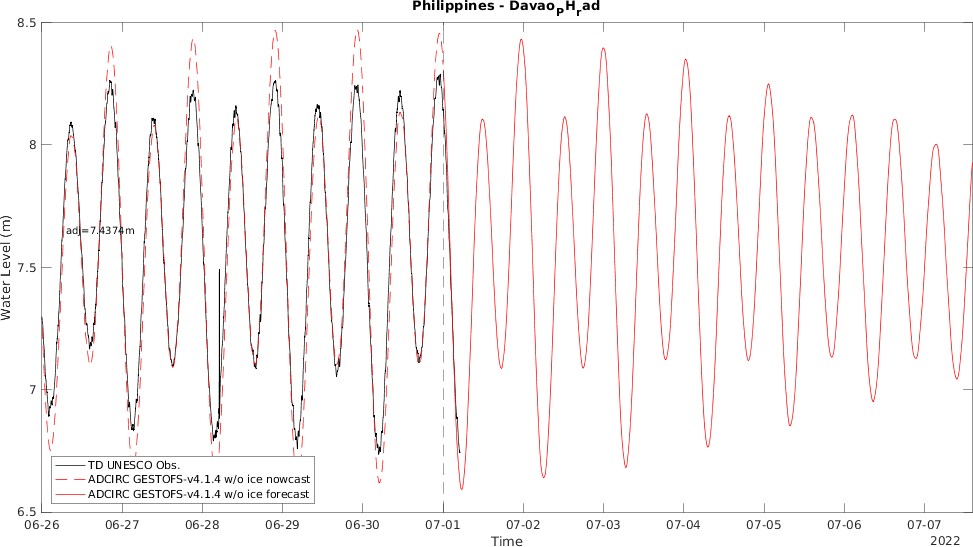 Philippines - Davao_pH_rad
8.5
8
7.5
7
6.5
Water Level (m)
adj=7.4374m
TD UNESCO Obs.
ADCIRC GESTOFS-v4.1.4 w/o ice nowcast
ADCIRC GESTOFS-v4.1.4 w/o ice forecast
06-26 06-27 06-28 06-29 06-30 07-01 07-02 07-03 07-04 07-05 07-06 07-07
Time
2022